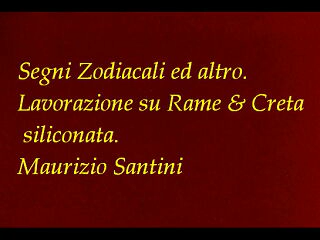 Segni Zodiacali ed altro.
Lavorazione su Rame & Creta
siliconata.
Maurizio Santini